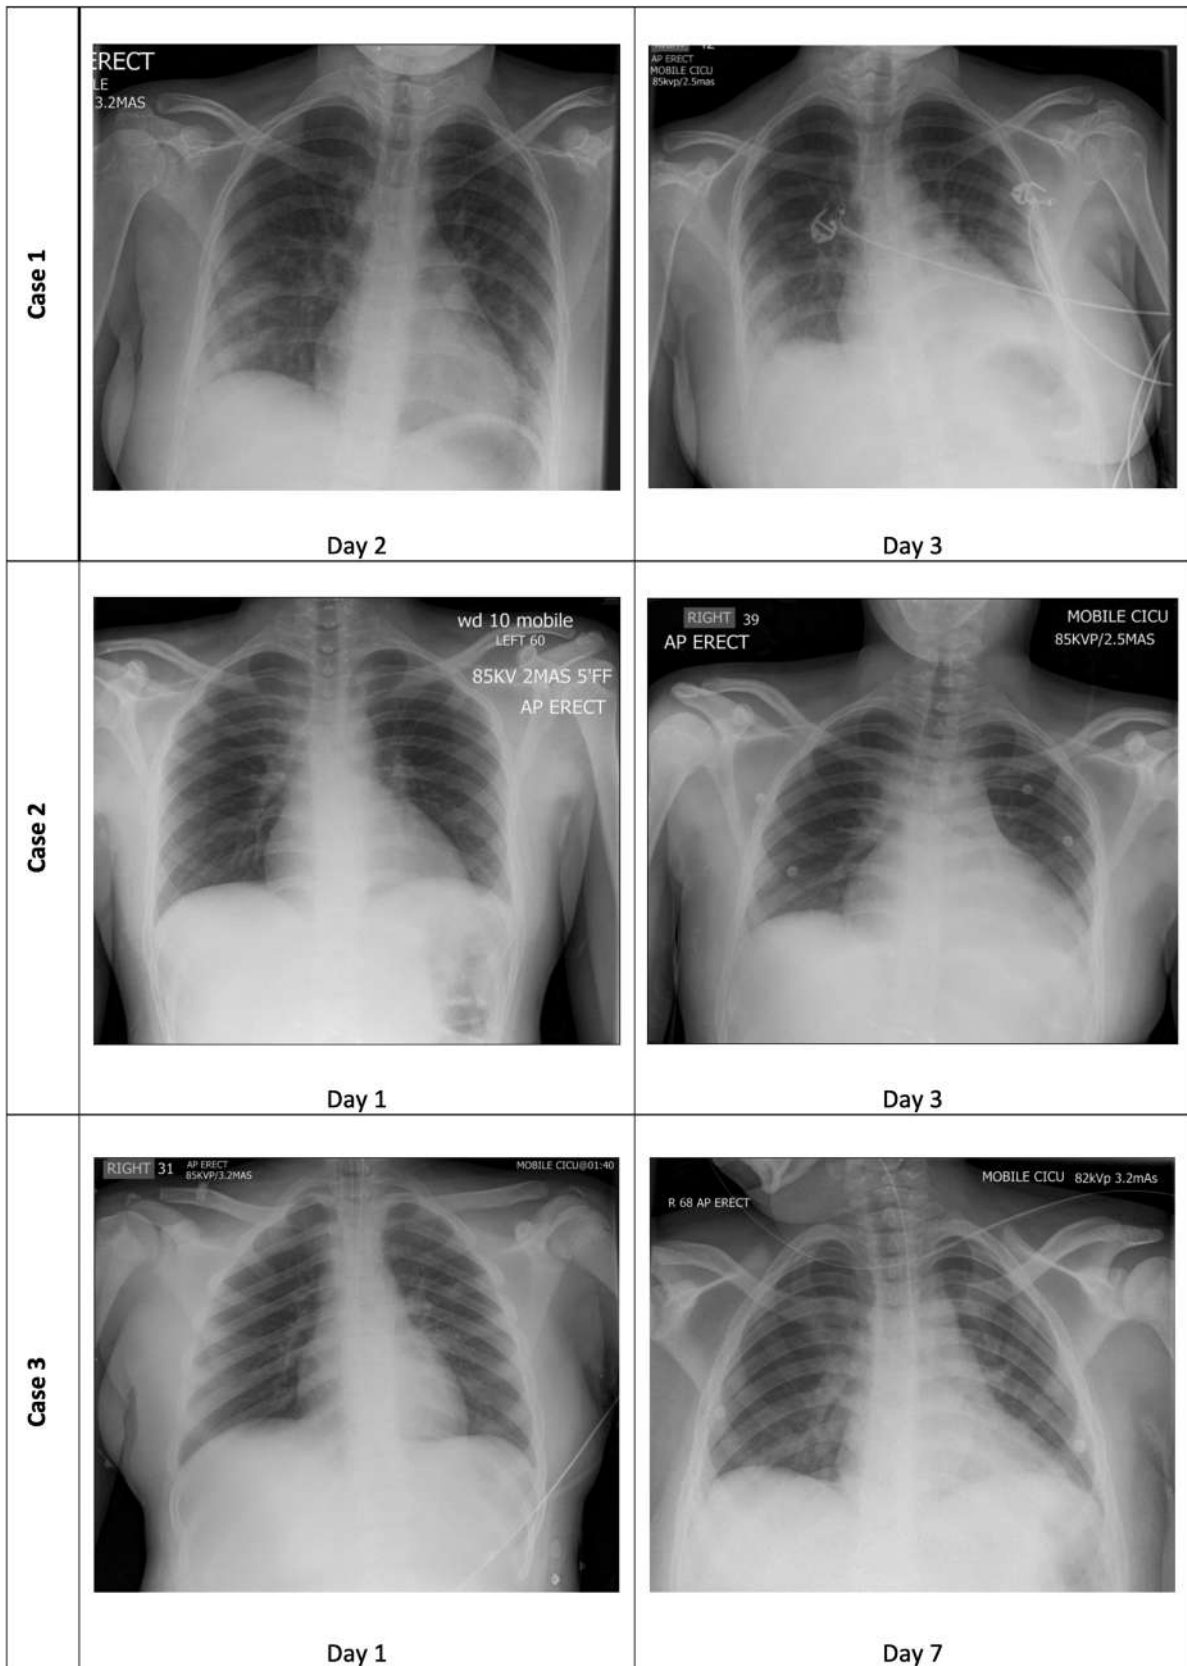 Case 1
ERECT
LE
3.2MAS
AP ERECT
MOBILE CICU
85kvp/2.5mas
Day 2
Day 3
Case 2
wd 10 mobile
LEFT 60
85KV 2MAS 5'FF
AP ERECT
RIGHT 39
AP ERECT
MOBILE CICU
85KVP/2.5MAS
Day 1
Day 3
Case 3
RIGHT 31
AP ERECT
85KVP/3.2MAS
MOBILE CICU@01:40
R 68 AP ERECT
MOBILE CICU 82kVp 3.2mAs
Day 1
Day 7